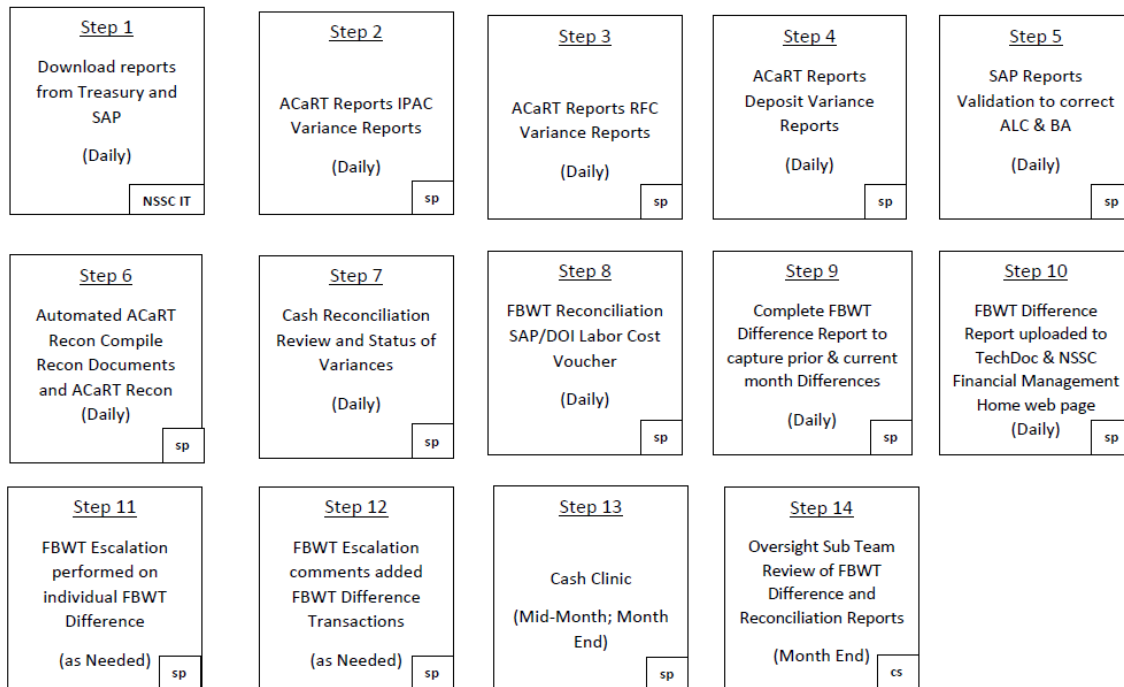 Step 1
Download reports
from Treasury and
SAP
(Daily)
NSSC IT
Step 2
ACaRT Reports IPAC
Variance Reports
(Daily)
sp
Step 3
ACaRT Reports RFC
Variance Reports
(Daily)
sp
Step 4
ACaRT Reports
Deposit Variance
Reports
(Daily)
sp
Step 5
SAP Reports
Validation to correct
ALC & BA
(Daily)
sp
Step 6
Automated ACaRT
Recon Compile
Recon Documents
and ACaRT Recon
(Daily)
sp
Step 7
Cash Reconciliation
Review and Status of
Variances
(Daily)
sp
Step 8
FBWT Reconciliation
SAP/DOI Labor Cost
Voucher
(Daily)
sp
Step 9
Complete FBWT
Difference Report to
capture prior & current
month Differences
(Daily)
sp
Step 10
FBWT Difference
Report uploaded to
TechDoc & NSSC
Financial Management
Home web page
(Daily)
sp
Step 11
FBWT Escalation
performed on
individual FBWT
Difference
(as Needed)
sp
Step 12
FBWT Escalation
comments added
FBWT Difference
Transactions
(as Needed)
sp
Step 13
Cash Clinic
(Mid-Month; Month
End)
sp
Step 14
Oversight Sub Team
Review of FBWT
Difference and
Reconciliation Reports
(Month End)
cs